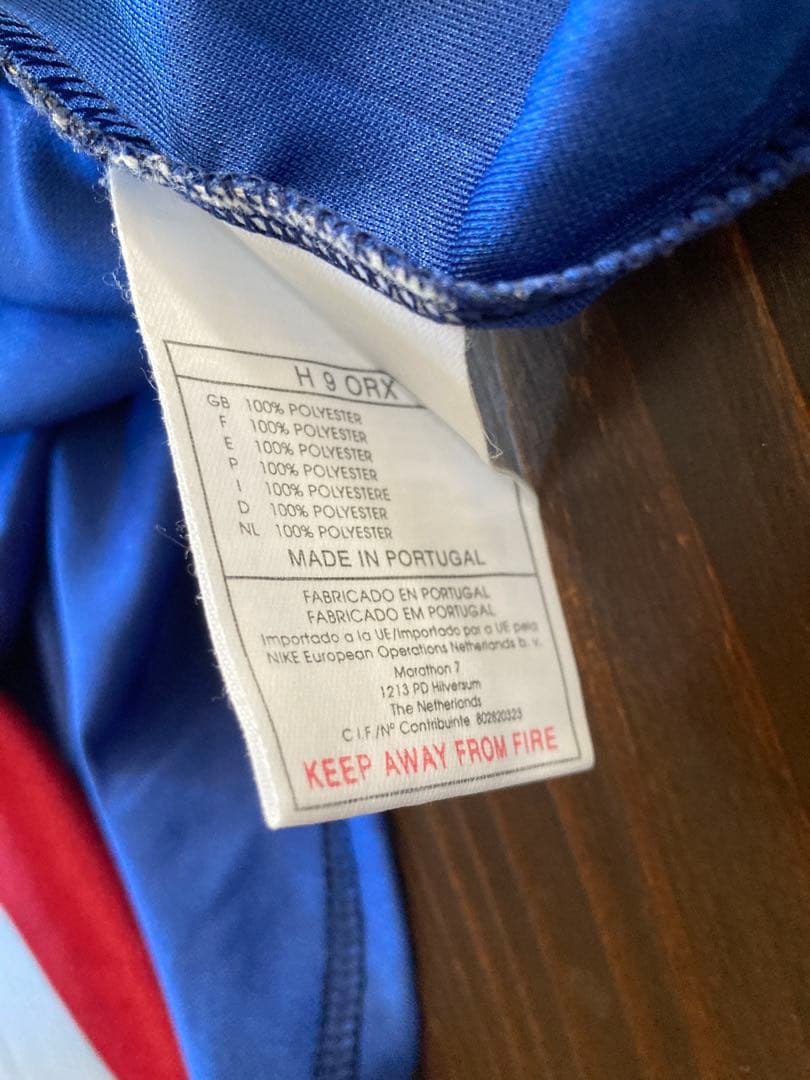 H 9 ORX
GB 100% POLYESTER
F 100% POLYESTER
E 100% POLYESTER
P 100% POLYESTER
I 100% POLYESTERE
D 100% POLYESTER
NL 100% POLYESTER
MADE IN PORTUGAL
FABRICADO EN PORTUGAL
FABRICADO EM PORTUGAL
Importado a la UE/Importado por a UE pela
NIKE European Operations Netherlands b. v.
Marathon 7
1213 PD Hilversum
The Netherlands
C.I.F./Nº Contribuinte 802820323
KEEP AWAY FROM FIRE